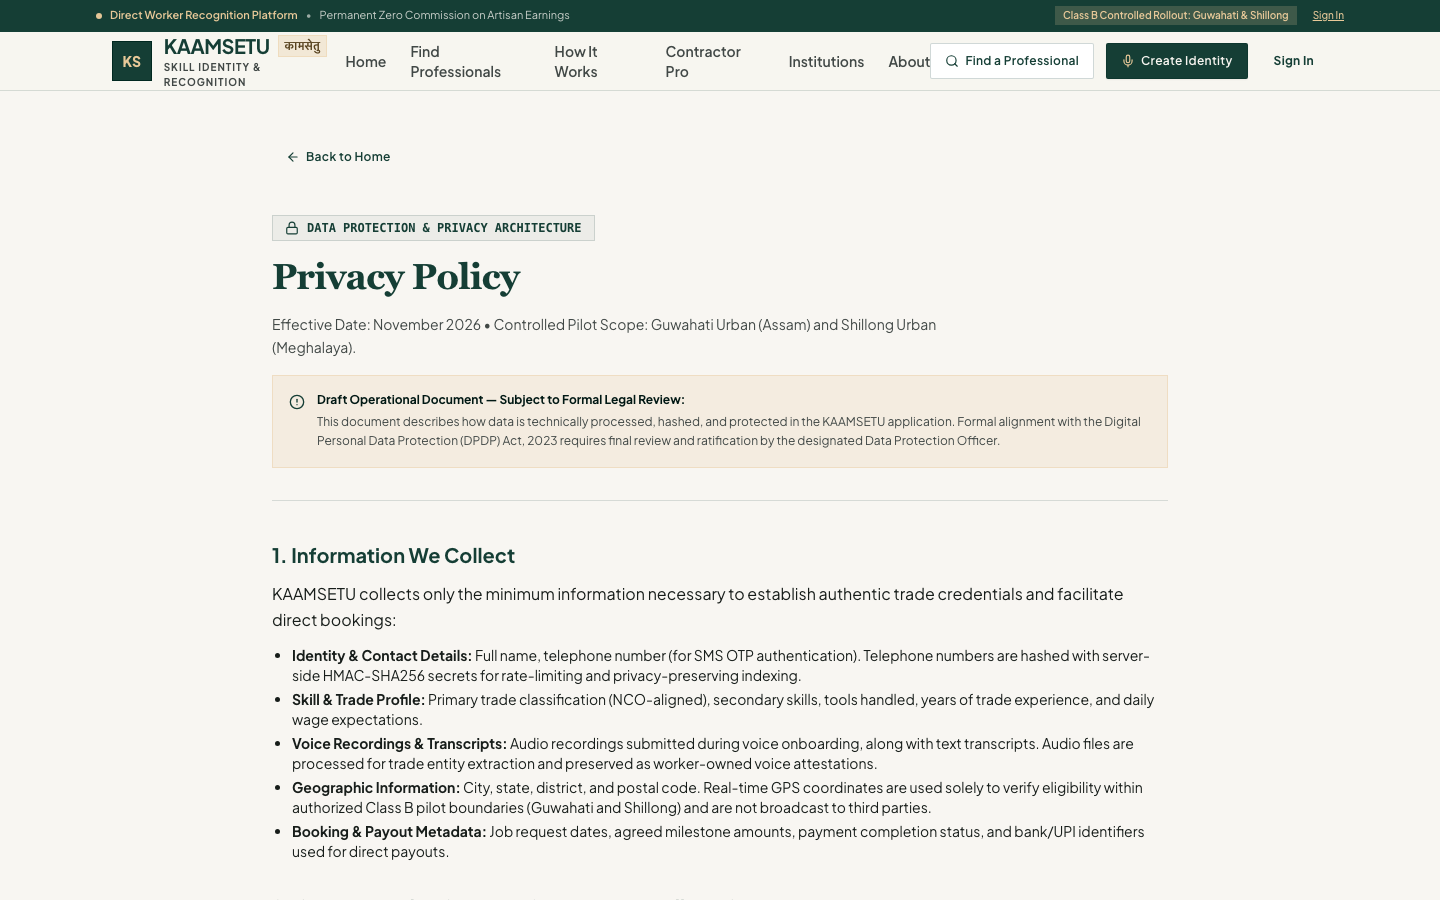 Direct Worker Recognition Platform • Permanent Zero Commission on Artisan Earnings
Class B Controlled Rollout: Guwahati & Shillong
Sign In
KS
KAAMSETU
कामसेतु
SKILL IDENTITY &
RECOGNITION
Home
Find
Professionals
How It
Works
Contractor
Pro
Institutions
About
Find a Professional
Create Identity
Sign In
Back to Home
DATA PROTECTION & PRIVACY ARCHITECTURE
Privacy Policy
Effective Date: November 2026 • Controlled Pilot Scope: Guwahati Urban (Assam) and Shillong Urban
(Meghalaya).
Draft Operational Document — Subject to Formal Legal Review:
This document describes how data is technically processed, hashed, and protected in the KAAMSETU application. Formal alignment with the Digital
Personal Data Protection (DPDP) Act, 2023 requires final review and ratification by the designated Data Protection Officer.
1. Information We Collect
KAAMSETU collects only the minimum information necessary to establish authentic trade credentials and facilitate
direct bookings:
• Identity & Contact Details: Full name, telephone number (for SMS OTP authentication). Telephone numbers are hashed with server-
side HMAC-SHA256 secrets for rate-limiting and privacy-preserving indexing.
• Skill & Trade Profile: Primary trade classification (NCO-aligned), secondary skills, tools handled, years of trade experience, and daily
wage expectations.
• Voice Recordings & Transcripts: Audio recordings submitted during voice onboarding, along with text transcripts. Audio files are
processed for trade entity extraction and preserved as worker-owned voice attestations.
• Geographic Information: City, state, district, and postal code. Real-time GPS coordinates are used solely to verify eligibility within
authorized Class B pilot boundaries (Guwahati and Shillong) and are not broadcast to third parties.
• Booking & Payout Metadata: Job request dates, agreed milestone amounts, payment completion status, and bank/UPI identifiers
used for direct payouts.